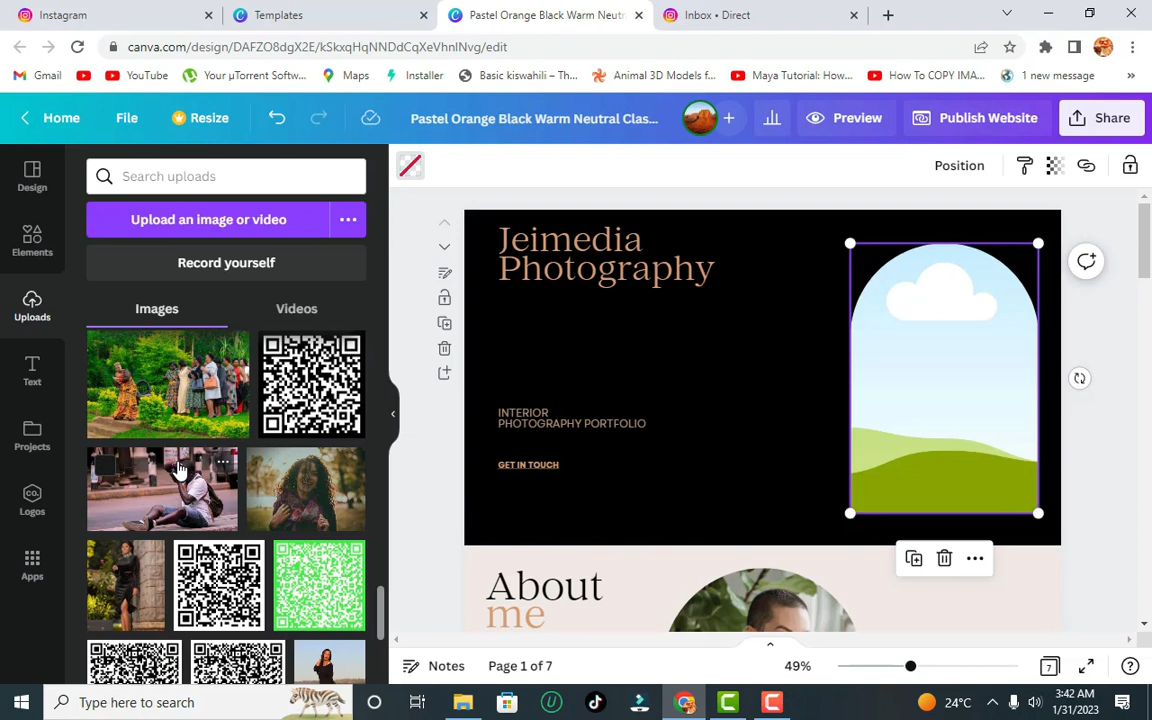 Instagram
Templates
Pastel Orange Black Warm Neutr
Inbox • Direct
canva.com/design/DAFZO8dgX2E/kSkxqHqNNDdCqXeVhnlNvg/edit
Gmail
YouTube
Your µTorrent Softw...
Maps
Installer
Basic kiswahili – Th...
Animal 3D Models f...
Maya Tutorial: How...
How To COPY IMA...
1 new message
»
Home
File
Resize
Pastel Orange Black Warm Neutral Clas...
Preview
Publish Website
Share
Design
Elements
Uploads
Text
Projects
CO.
Logos
Apps
Search uploads
Upload an image or video
Record yourself
Images
Videos
Position
Jeimedia
Photography
INTERIOR
PHOTOGRAPHY PORTFOLIO
GET IN TOUCH
About
me
Notes
Page 1 of 7
49%
7
Type here to search
24°C
3:42 AM
1/31/2023